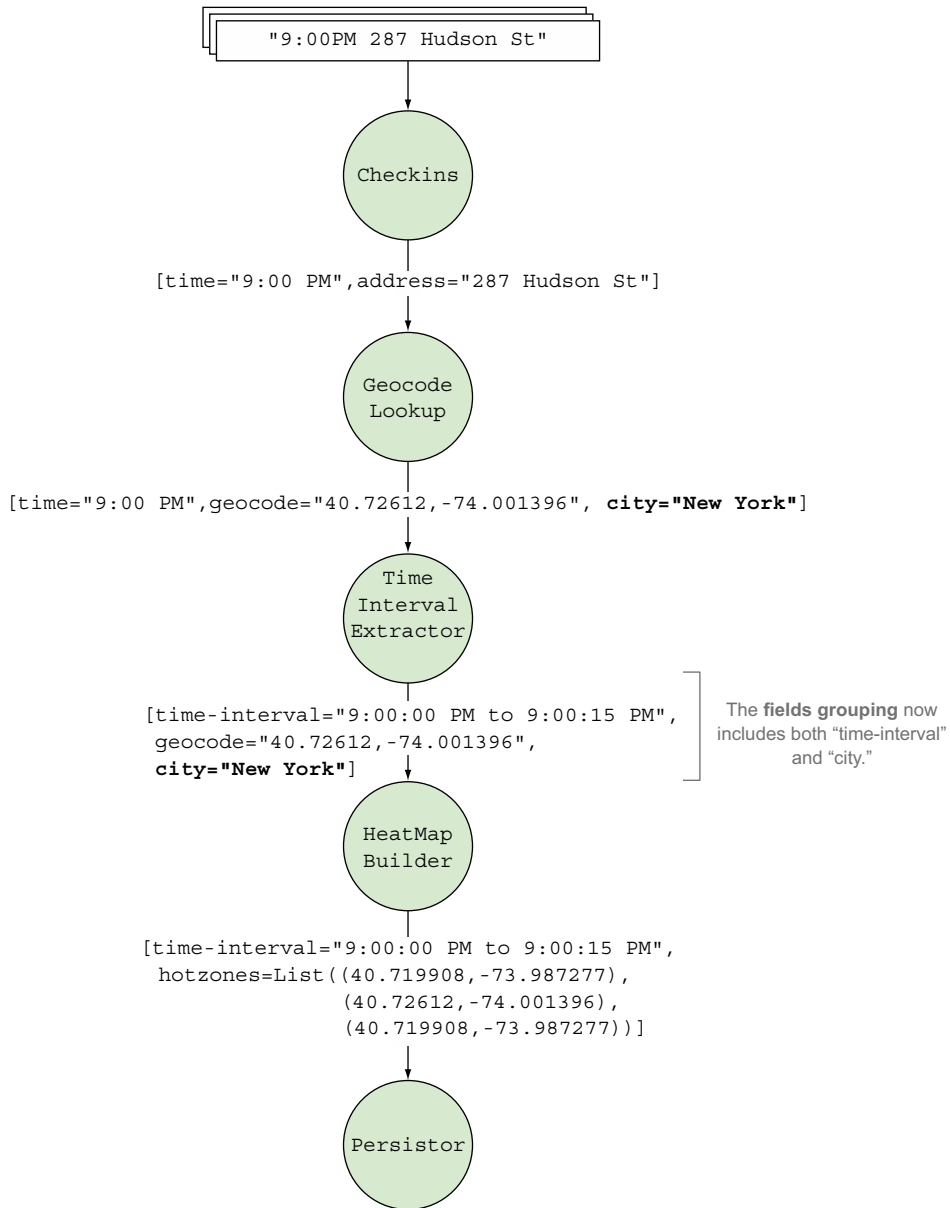 "9:00PM 287 Hudson St"
Checkins
[time="9:00 PM",address="287 Hudson St"]
Geocode
Lookup
[time="9:00 PM",geocode="40.72612,-74.001396", city="New York"]
Time
Interval
Extractor
[time-interval="9:00:00 PM to 9:00:15 PM",
geocode="40.72612,-74.001396",
city="New York"]
The fields grouping now
includes both “time-interval”
and “city.”
HeatMap
Builder
[time-interval="9:00:00 PM to 9:00:15 PM",
hotzones=List((40.719908,-73.987277),
(40.72612,-74.001396),
(40.719908,-73.987277))]
Persistor